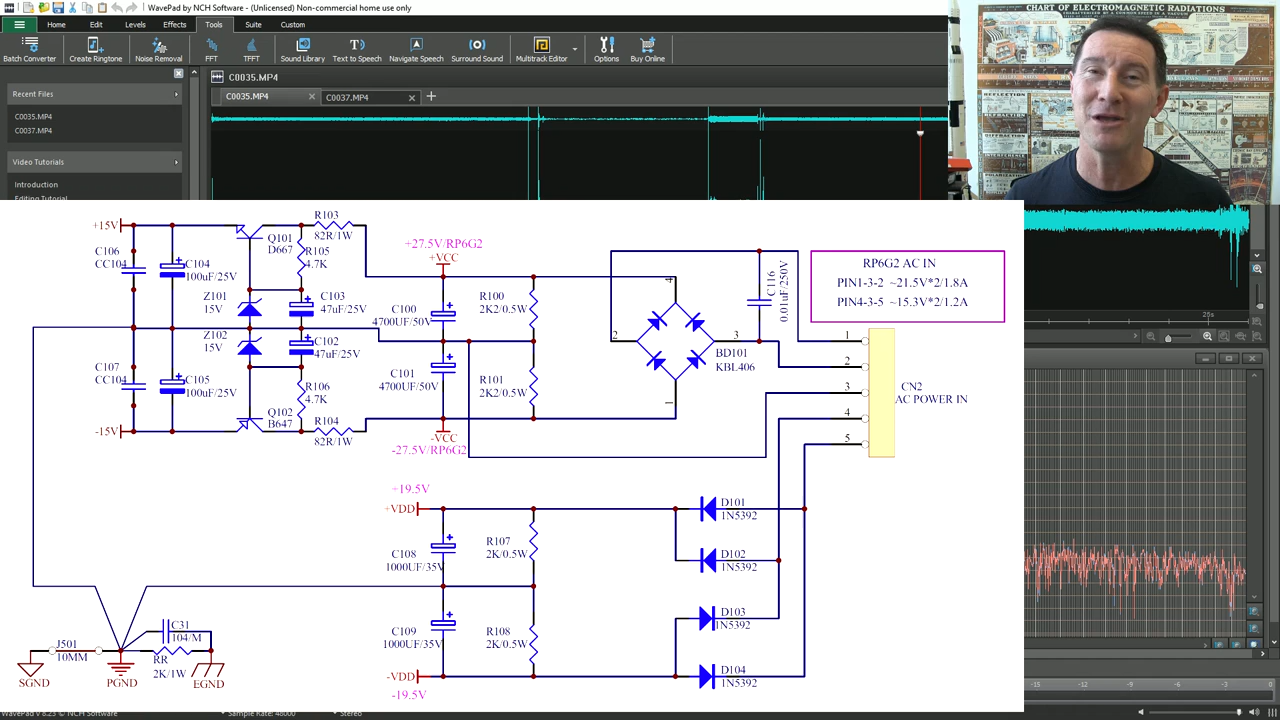 WavePad by NCH Software - (Unlicensed) Non-commercial home use only
Home
Edit
Levels
Effects
Tools
Suite
Custom
Batch Converter
Create Ringtone
Noise Removal
FFT
TFFT
Sound Library
Text to Speech
Navigate Speech
Surround Sound
Multitrack Editor
Options
Buy Online
Recent Files
C0035.MP4
C0037.MP4
Video Tutorials
Introduction
C0035.MP4
C0035.MP4
C0037.MP4
CHART OF ELECTROMAGNETIC RADIATIONS
+15V
C106
CC104
C104
100uF/25V
Q101
D667
R103
82R/1W
R105
4.7K
Z101
15V
C103
47uF/25V
Z102
15V
C102
47uF/25V
C107
CC104
C105
100uF/25V
Q102
B647
R106
4.7K
R104
82R/1W
-15V
+27.5V/RP6G2
+VCC
C100
4700UF/50V
R100
2K2/0.5W
C101
4700UF/50V
R101
2K2/0.5W
-VCC
-27.5V/RP6G2
4
2
3
1
BD101
KBL406
C116
0.01uF/250V
RP6G2 AC IN
PIN1-3-2 ~21.5V*2/1.8A
PIN4-3-5 ~15.3V*2/1.2A
1
2
3
4
5
CN2
AC POWER IN
+19.5V
+VDD
C108
1000UF/35V
R107
2K/0.5W
C109
1000UF/35V
R108
2K/0.5W
-VDD
-19.5V
D101
1N5392
D102
1N5392
D103
1N5392
D104
1N5392
J501
10MM
SGND
PGND
C31
104/M
RR
2K/1W
EGND
25s
-15
-12
-9
-6
-3
0
WavePad v 8.23 © NCH Software
Sample Rate: 48000
Stereo